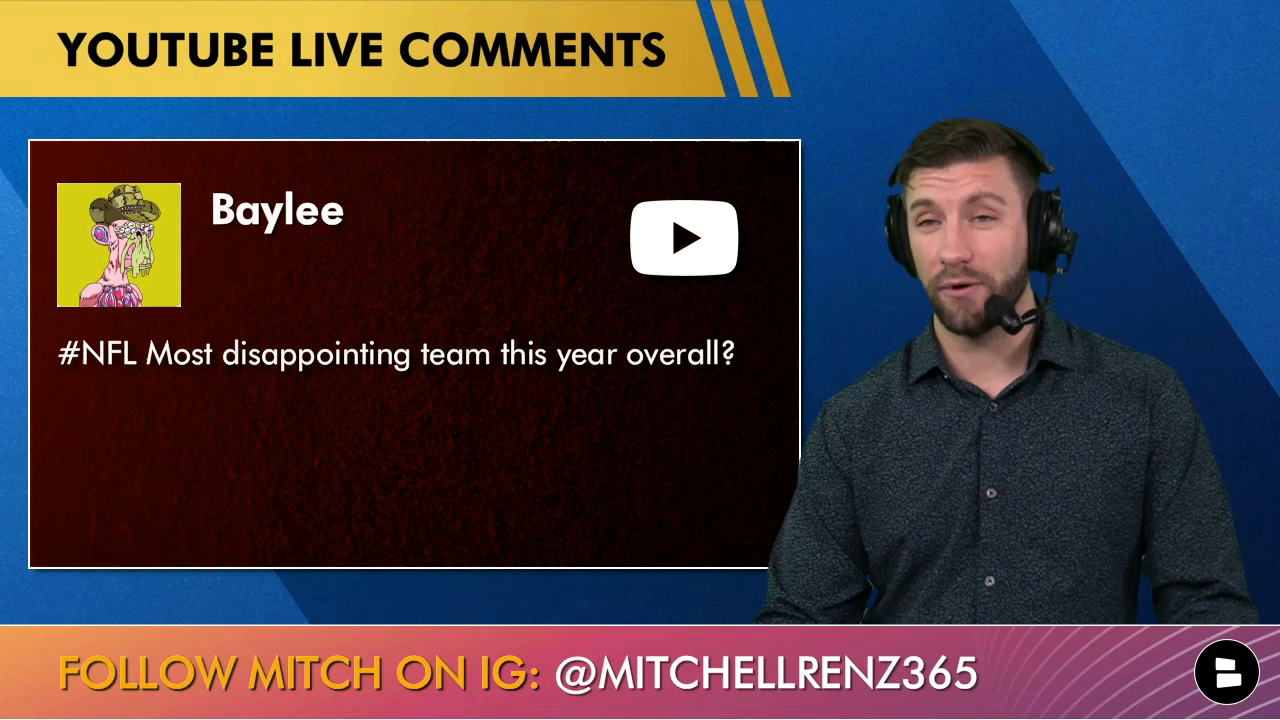 YOUTUBE LIVE COMMENTS
Baylee
#NFL Most disappointing team this year overall?
FOLLOW MITCH ON IG: @MITCHELLRENZ365